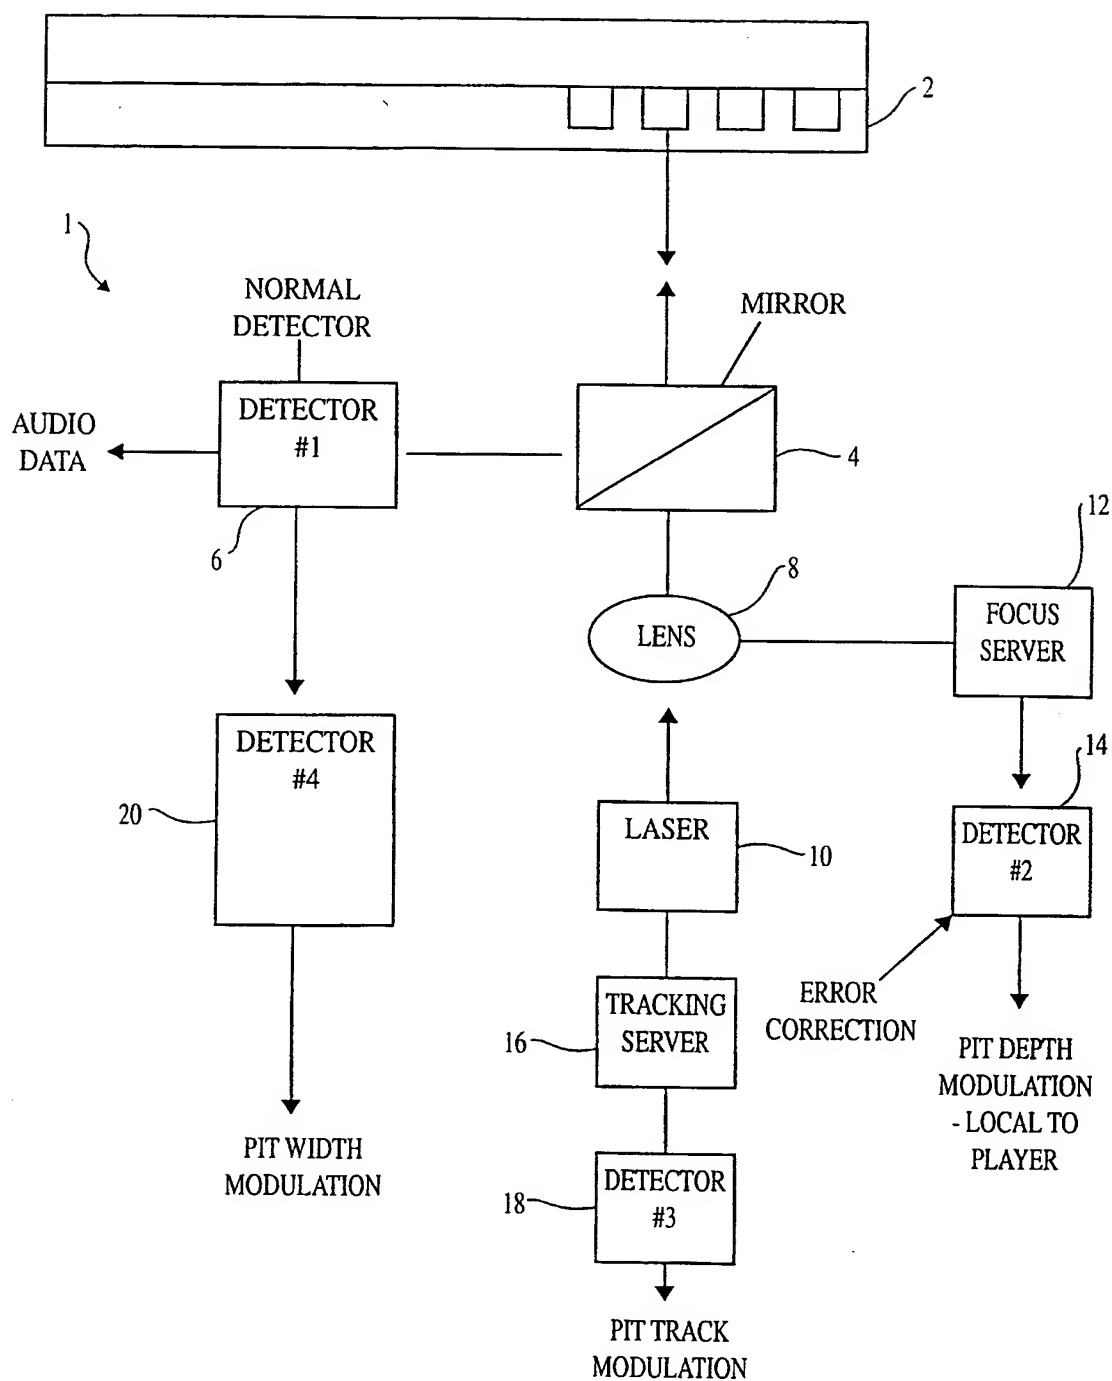 2
1
NORMAL
DETECTOR
MIRROR
DETECTOR
#1
AUDIO
DATA
4
6
12
8
LENS
FOCUS
SERVER
DETECTOR
#4
20
14
LASER
10
DETECTOR
#2
TRACKING
SERVER
16
ERROR
CORRECTION
PIT DEPTH
MODULATION
- LOCAL TO
PLAYER
PIT WIDTH
MODULATION
DETECTOR
#3
18
PIT TRACK
MODULATION